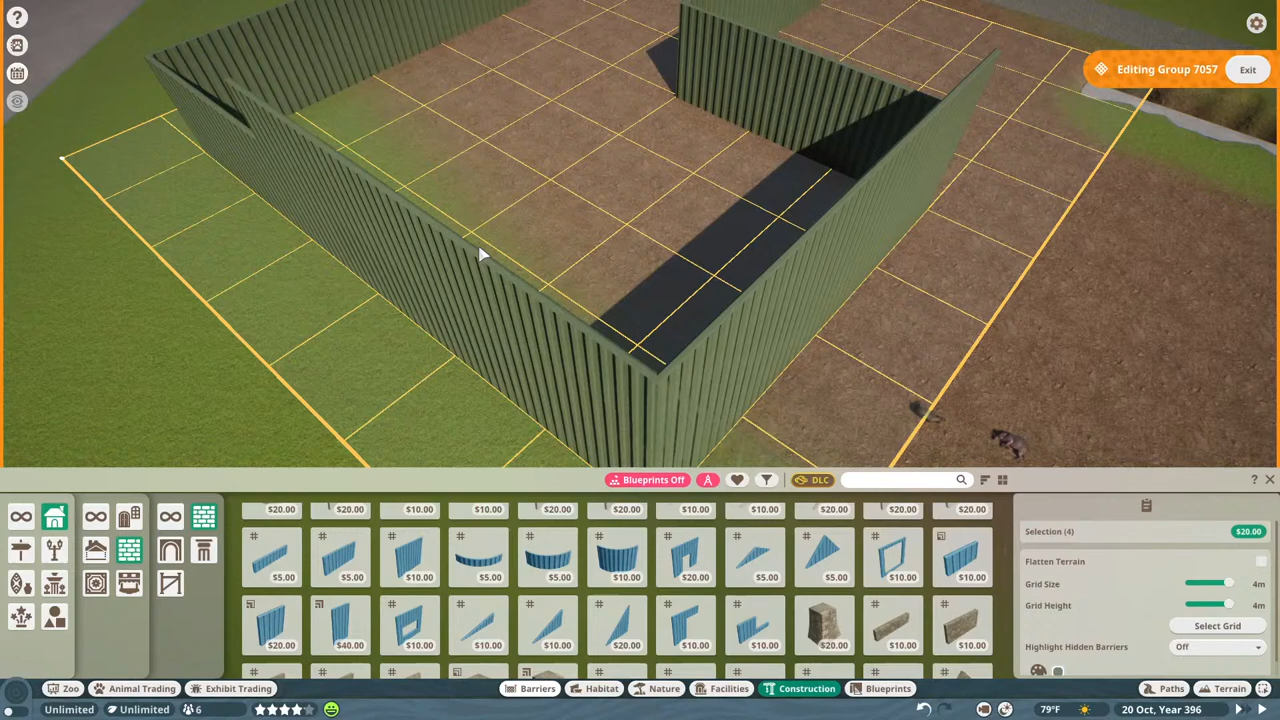 ?
Editing Group 7057
Exit
Blueprints Off
DLC
?
$20.00 $10.00 $10.00 $10.00 $20.00 $20.00 $10.00 $10.00 $20.00 $20.00 $10.00
Selection (4)
$20.00
$5.00 $5.00 $10.00 $5.00 $5.00 $10.00 $20.00 $5.00 $5.00 $10.00 $10.00
Flatten Terrain
Grid Size
4m
Grid Height
4m
Select Grid
$20.00 $40.00 $10.00 $10.00 $10.00 $20.00 $10.00 $10.00 $20.00 $10.00 $10.00
Highlight Hidden Barriers
Off
Zoo
Animal Trading
Exhibit Trading
Barriers
Habitat
Nature
Facilities
Construction
Blueprints
Paths
Terrain
Unlimited
Unlimited
6
79°F
20 Oct, Year 396